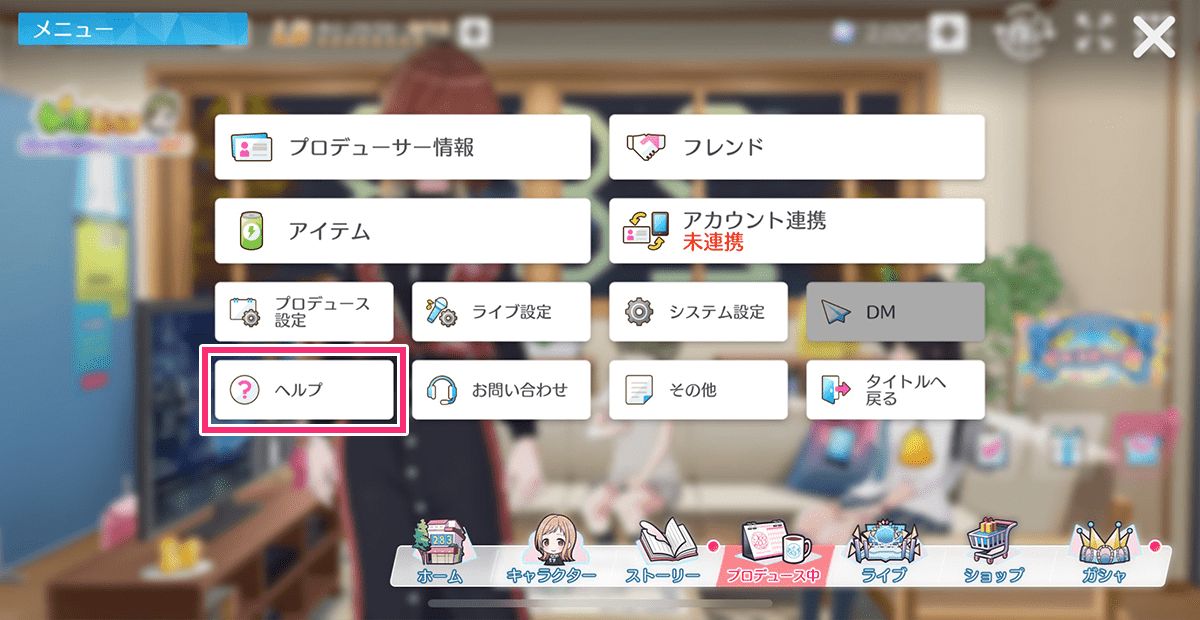 メニュー
プロデューサー情報
フレンド
アイテム
アカウント連携
未連携
プロデュース
設定
ライブ設定
システム設定
DM
ヘルプ
お問い合わせ
その他
タイトルへ
戻る
283
ホーム
キャラクター
ストーリー
プロデュース中
ライブ
ショップ
ガシャ